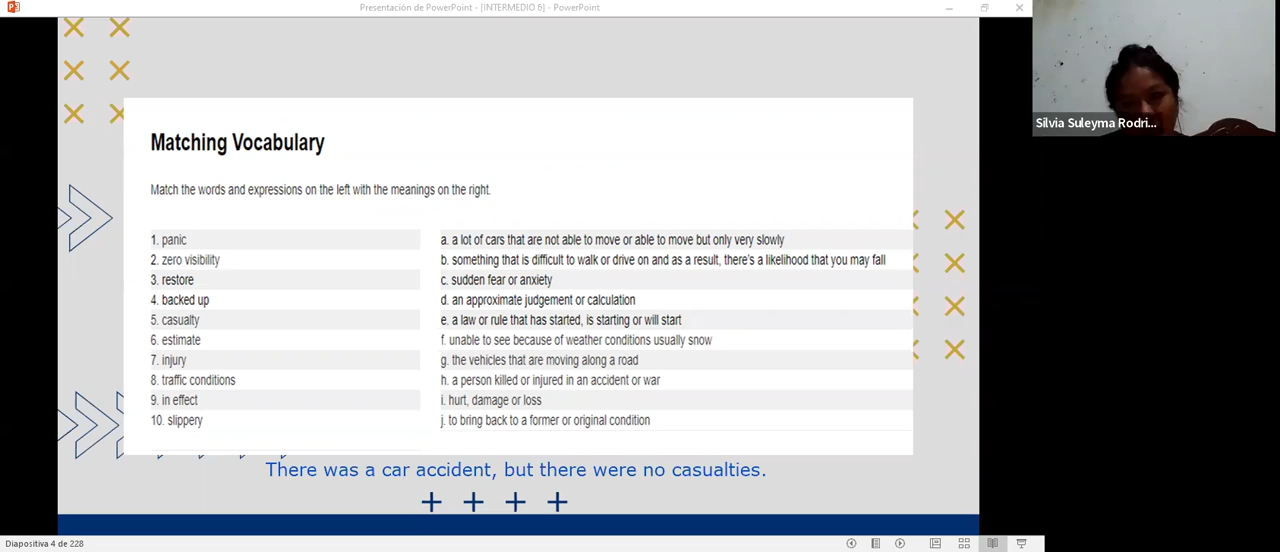 Presentación de PowerPoint - [INTERMEDIO 6] - PowerPoint
Silvia Suleyma Rodri...
Matching Vocabulary
Match the words and expressions on the left with the meanings on the right.
1. panic
a. a lot of cars that are not able to move or able to move but only very slowly
2. zero visibility
b. something that is difficult to walk or drive on and as a result, there's a likelihood that you may fall
3. restore
c. sudden fear or anxiety
4. backed up
d. an approximate judgement or calculation
5. casualty
e. a law or rule that has started, is starting or will start
6. estimate
f. unable to see because of weather conditions usually snow
7. injury
g. the vehicles that are moving along a road
8. traffic conditions
h. a person killed or injured in an accident or war
9. in effect
i. hurt, damage or loss
10. slippery
j. to bring back to a former or original condition
There was a car accident, but there were no casualties.
Diapositiva 4 de 228